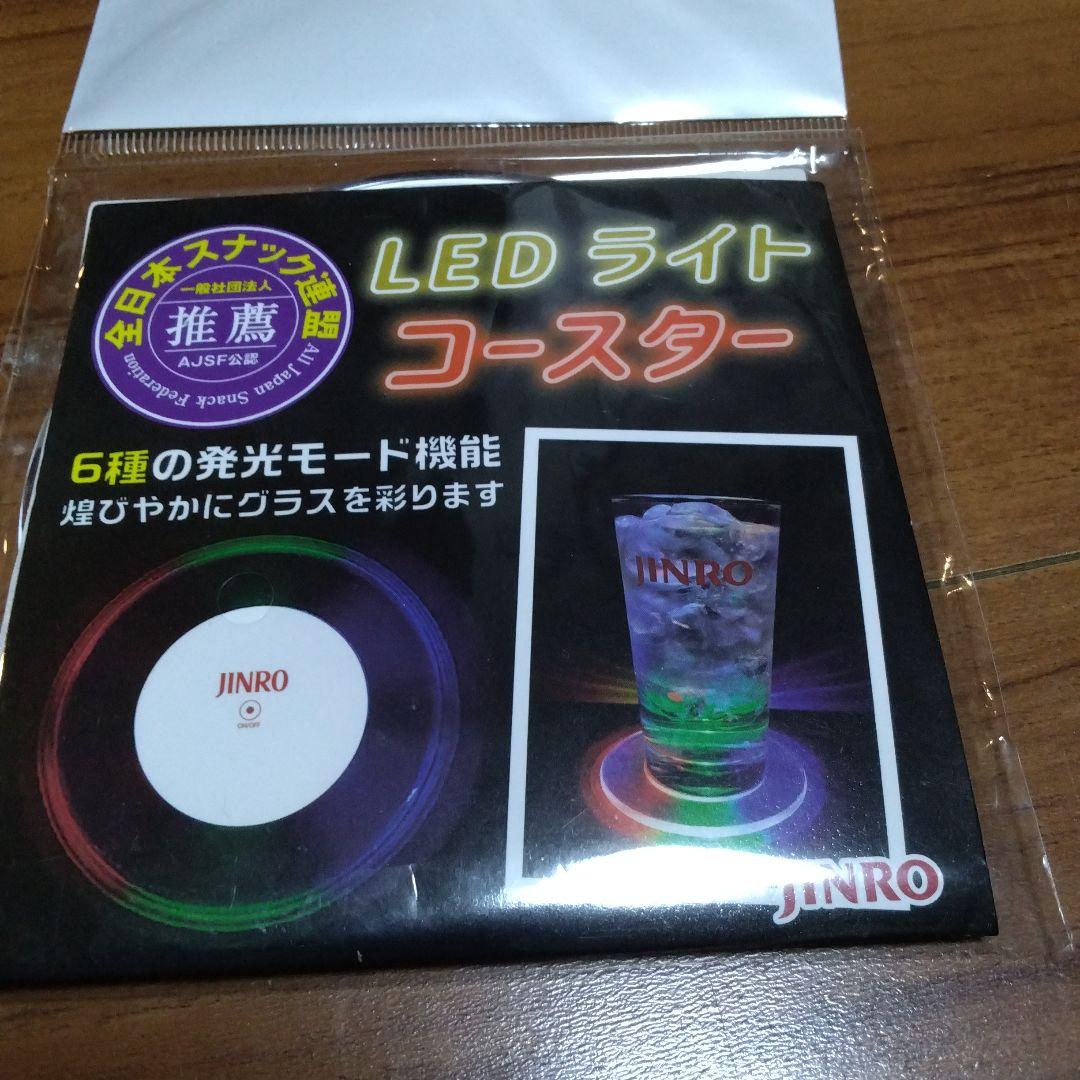 全日本スナック連盟
一般社団法人
推薦
AJSF公認
All Japan Snack Federation
LED ライト
コースター
6種の発光モード機能
煌びやかにグラスを彩ります
JINRO
ON/OFF
JINRO
JINRO